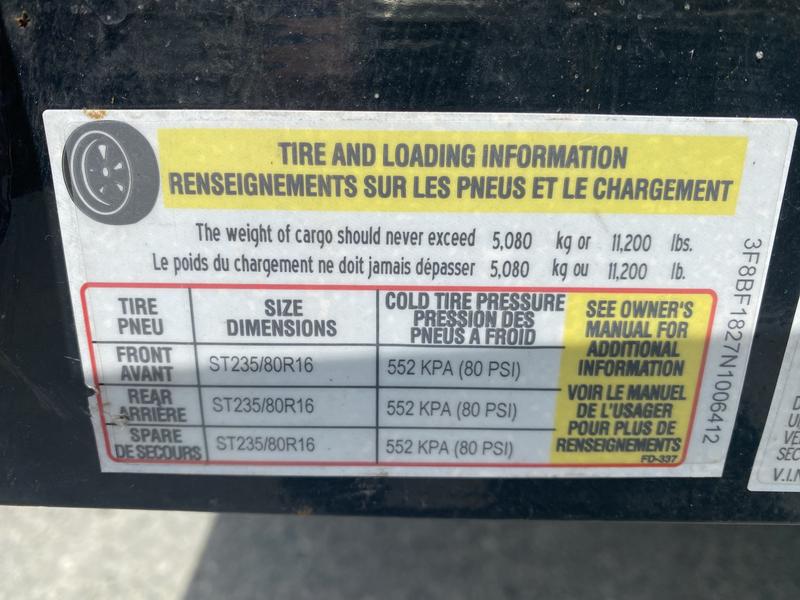 TIRE AND LOADING INFORMATION
RENSEIGNEMENTS SUR LES PNEUS ET LE CHARGEMENT
The weight of cargo should never exceed 5,080 kg or 11,200 lbs.
Le poids du chargement ne doit jamais dépasser 5,080 kg ou 11,200 lb.
TIRE
PNEU
SIZE
DIMENSIONS
COLD TIRE PRESSURE
PRESSION DES
PNEUS A FROID
FRONT
AVANT
ST235/80R16
552 KPA (80 PSI)
REAR
ARRIÈRE
ST235/80R16
552 KPA (80 PSI)
SPARE
DE SECOURS
ST235/80R16
552 KPA (80 PSI)
SEE OWNER'S
MANUAL FOR
ADDITIONAL
INFORMATION
VOIR LE MANUEL
DE L'USAGER
POUR PLUS DE
RENSEIGNEMENTS
FD-337
3F8BF1827N1006412